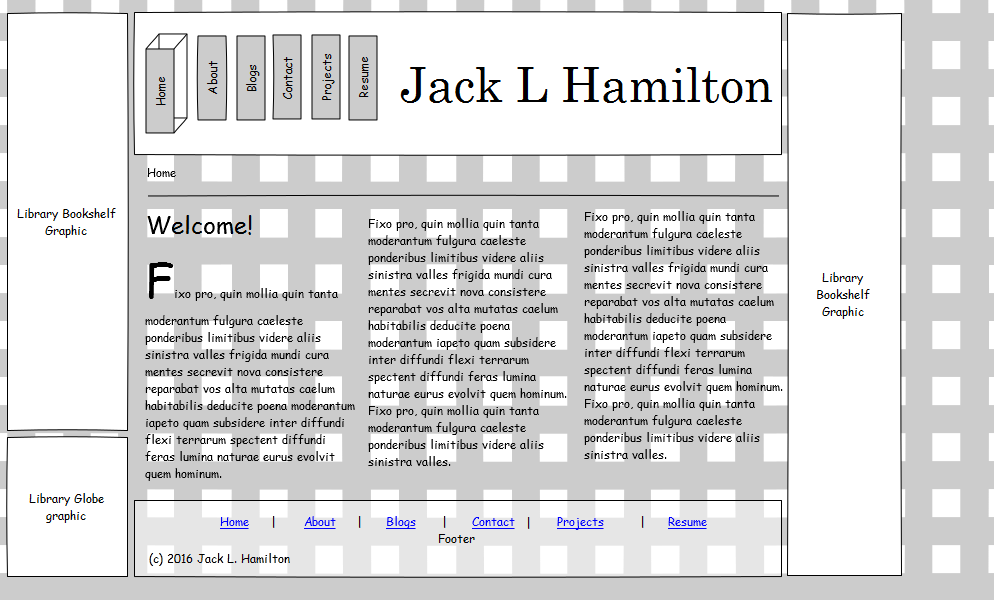 Home
About
Blogs
Contact
Projects
Resume
Jack L Hamilton
Library Bookshelf
Graphic
Library Globe
graphic
Home
Welcome!
Fixo pro, quin mollia quin tanta
moderantum fulgura caeleste
ponderibus limitibus videre aliis
sinistra valles frigida mundi cura
mentes secrevit nova consistere
reparabat vos alta mutatas caelum
habitabilis deducite poena moderantum
iapeto quam subsidere inter diffundi
flexi terrarum spectent diffundi
feras lumina naturae eurus evolvit
quem hominum.
Fixo pro, quin mollia quin tanta
moderantum fulgura caeleste
ponderibus limitibus videre aliis
sinistra valles frigida mundi cura
mentes secrevit nova consistere
reparabat vos alta mutatas caelum
habitabilis deducite poena
moderantum iapeto quam subsidere
inter diffundi flexi terrarum
spectent diffundi feras lumina
naturae eurus evolvit quem hominum.
Fixo pro, quin mollia quin tanta
moderantum fulgura caeleste
ponderibus limitibus videre aliis
sinistra valles.
Fixo pro, quin mollia quin tanta
moderantum fulgura caeleste
ponderibus limitibus videre aliis
sinistra valles frigida mundi cura
mentes secrevit nova consistere
reparabat vos alta mutatas caelum
habitabilis deducite poena
moderantum iapeto quam subsidere
inter diffundi flexi terrarum
spectent diffundi feras lumina
naturae eurus evolvit quem hominum.
Fixo pro, quin mollia quin tanta
moderantum fulgura caeleste
ponderibus limitibus videre aliis
sinistra valles.
Library
Bookshelf
Graphic
Home | About | Blogs | Contact | Projects | Resume
Footer
(c) 2016 Jack L. Hamilton